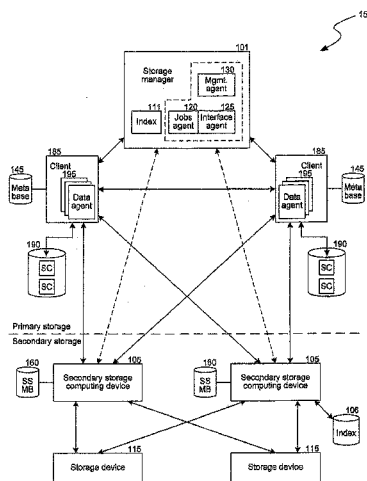 15
101
Storage
manager
130
Mgmt.
agent
111
Index
120
Jobs
agent
125
Interface
agent
185
Client
195
Data
agent
145
Meta
base
190
SC
SC
185
Client
195
Data
agent
145
Meta
base
190
SC
SC
Primary storage
Secondary storage
160
SS
MB
105
Secondary storage
computing device
160
SS
MB
105
Secondary storage
computing device
106
Index
115
Storage device
115
Storage device